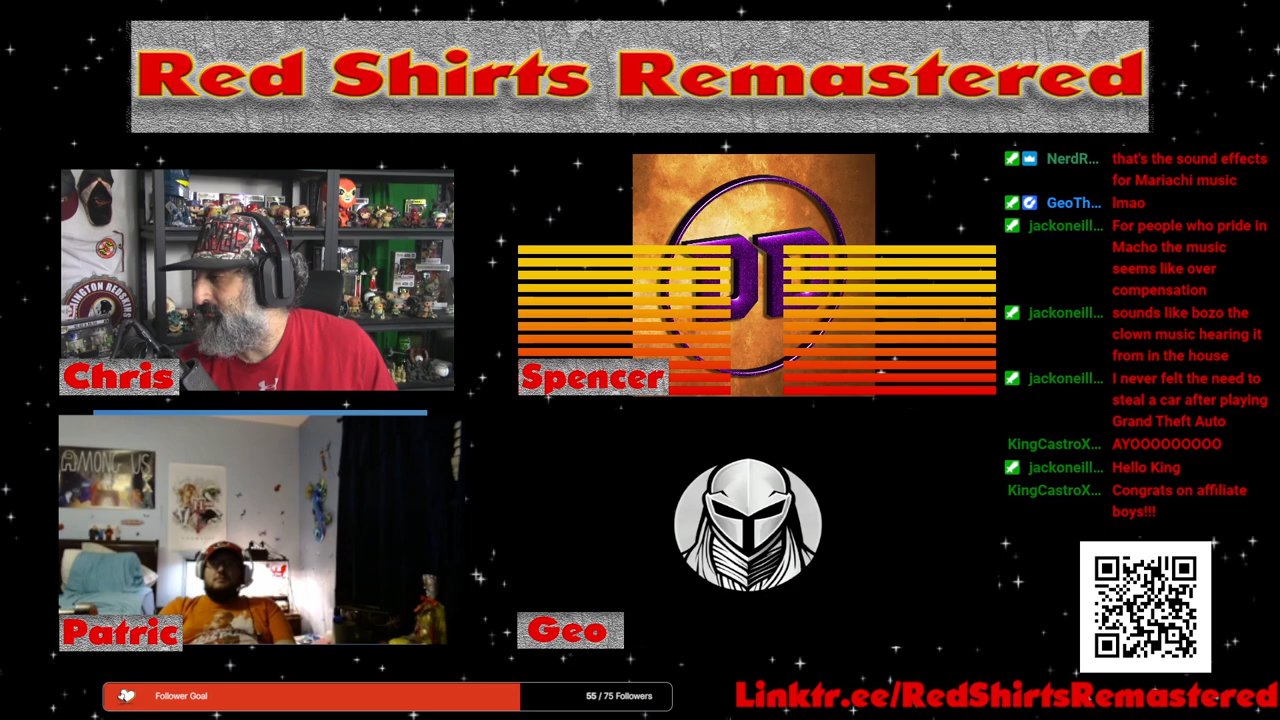 Red Shirts Remastered
Chris
Spencer
Patric
Geo
AMONG US
NerdR... that's the sound effects
for Mariachi music
GeoTh... lmao
jackoneill... For people who pride in
Macho the music
seems like over
compensation
jackoneill... sounds like bozo the
clown music hearing it
from in the house
jackoneill... I never felt the need to
steal a car after playing
Grand Theft Auto
KingCastroX... AYOOOOOOOOO
jackoneill... Hello King
KingCastroX... Congrats on affiliate
boys!!!
Follower Goal 55 / 75 Followers
Linktr.ee/RedShirtsRemastered